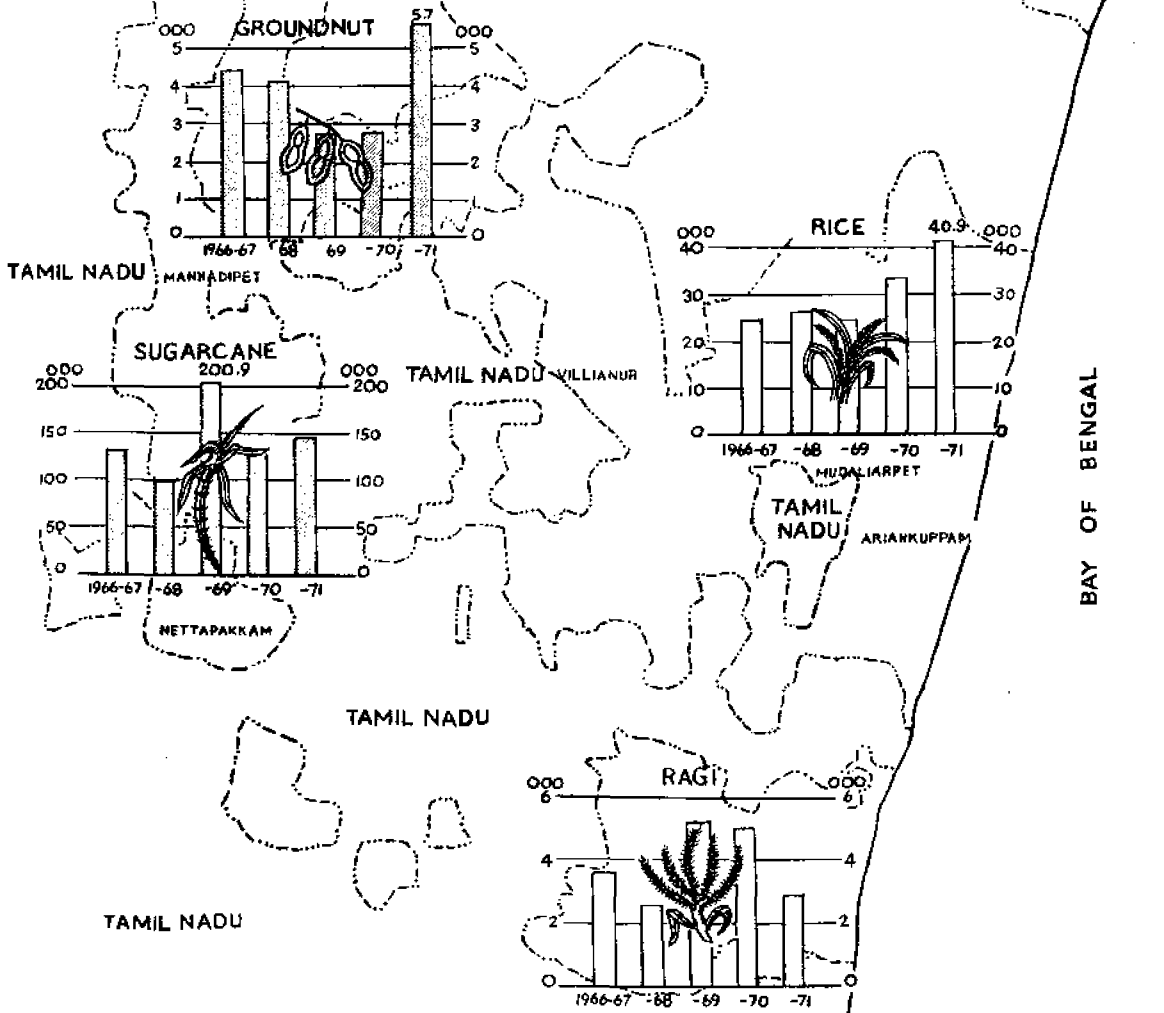 GROUNDNUT
5.7
000 000
5
4 4
3 3
2 2
1 1
0 0
1966-67 68 69 -70 -71
TAMIL NADU MANNADIPET
SUGARCANE
200.9
000 000
200 200
150 150
100 100
50 50
0 0
1966-67 -68 -69 -70 -71
NETTAPAKKAM
TAMIL NADU VILLIANUR
RICE
40.9
000 000
40 40
30 30
20 20
10 10
0 0
1966-67 -68 -69 -70 -71
MUDALIARPET
TAMIL
NADU
ARIANKUPPAM
BAY OF BENGAL
TAMIL NADU
RAGI
000 000
6 6
4 4
2 2
0 0
1966-67 -68 -69 -70 -71
TAMIL NADU